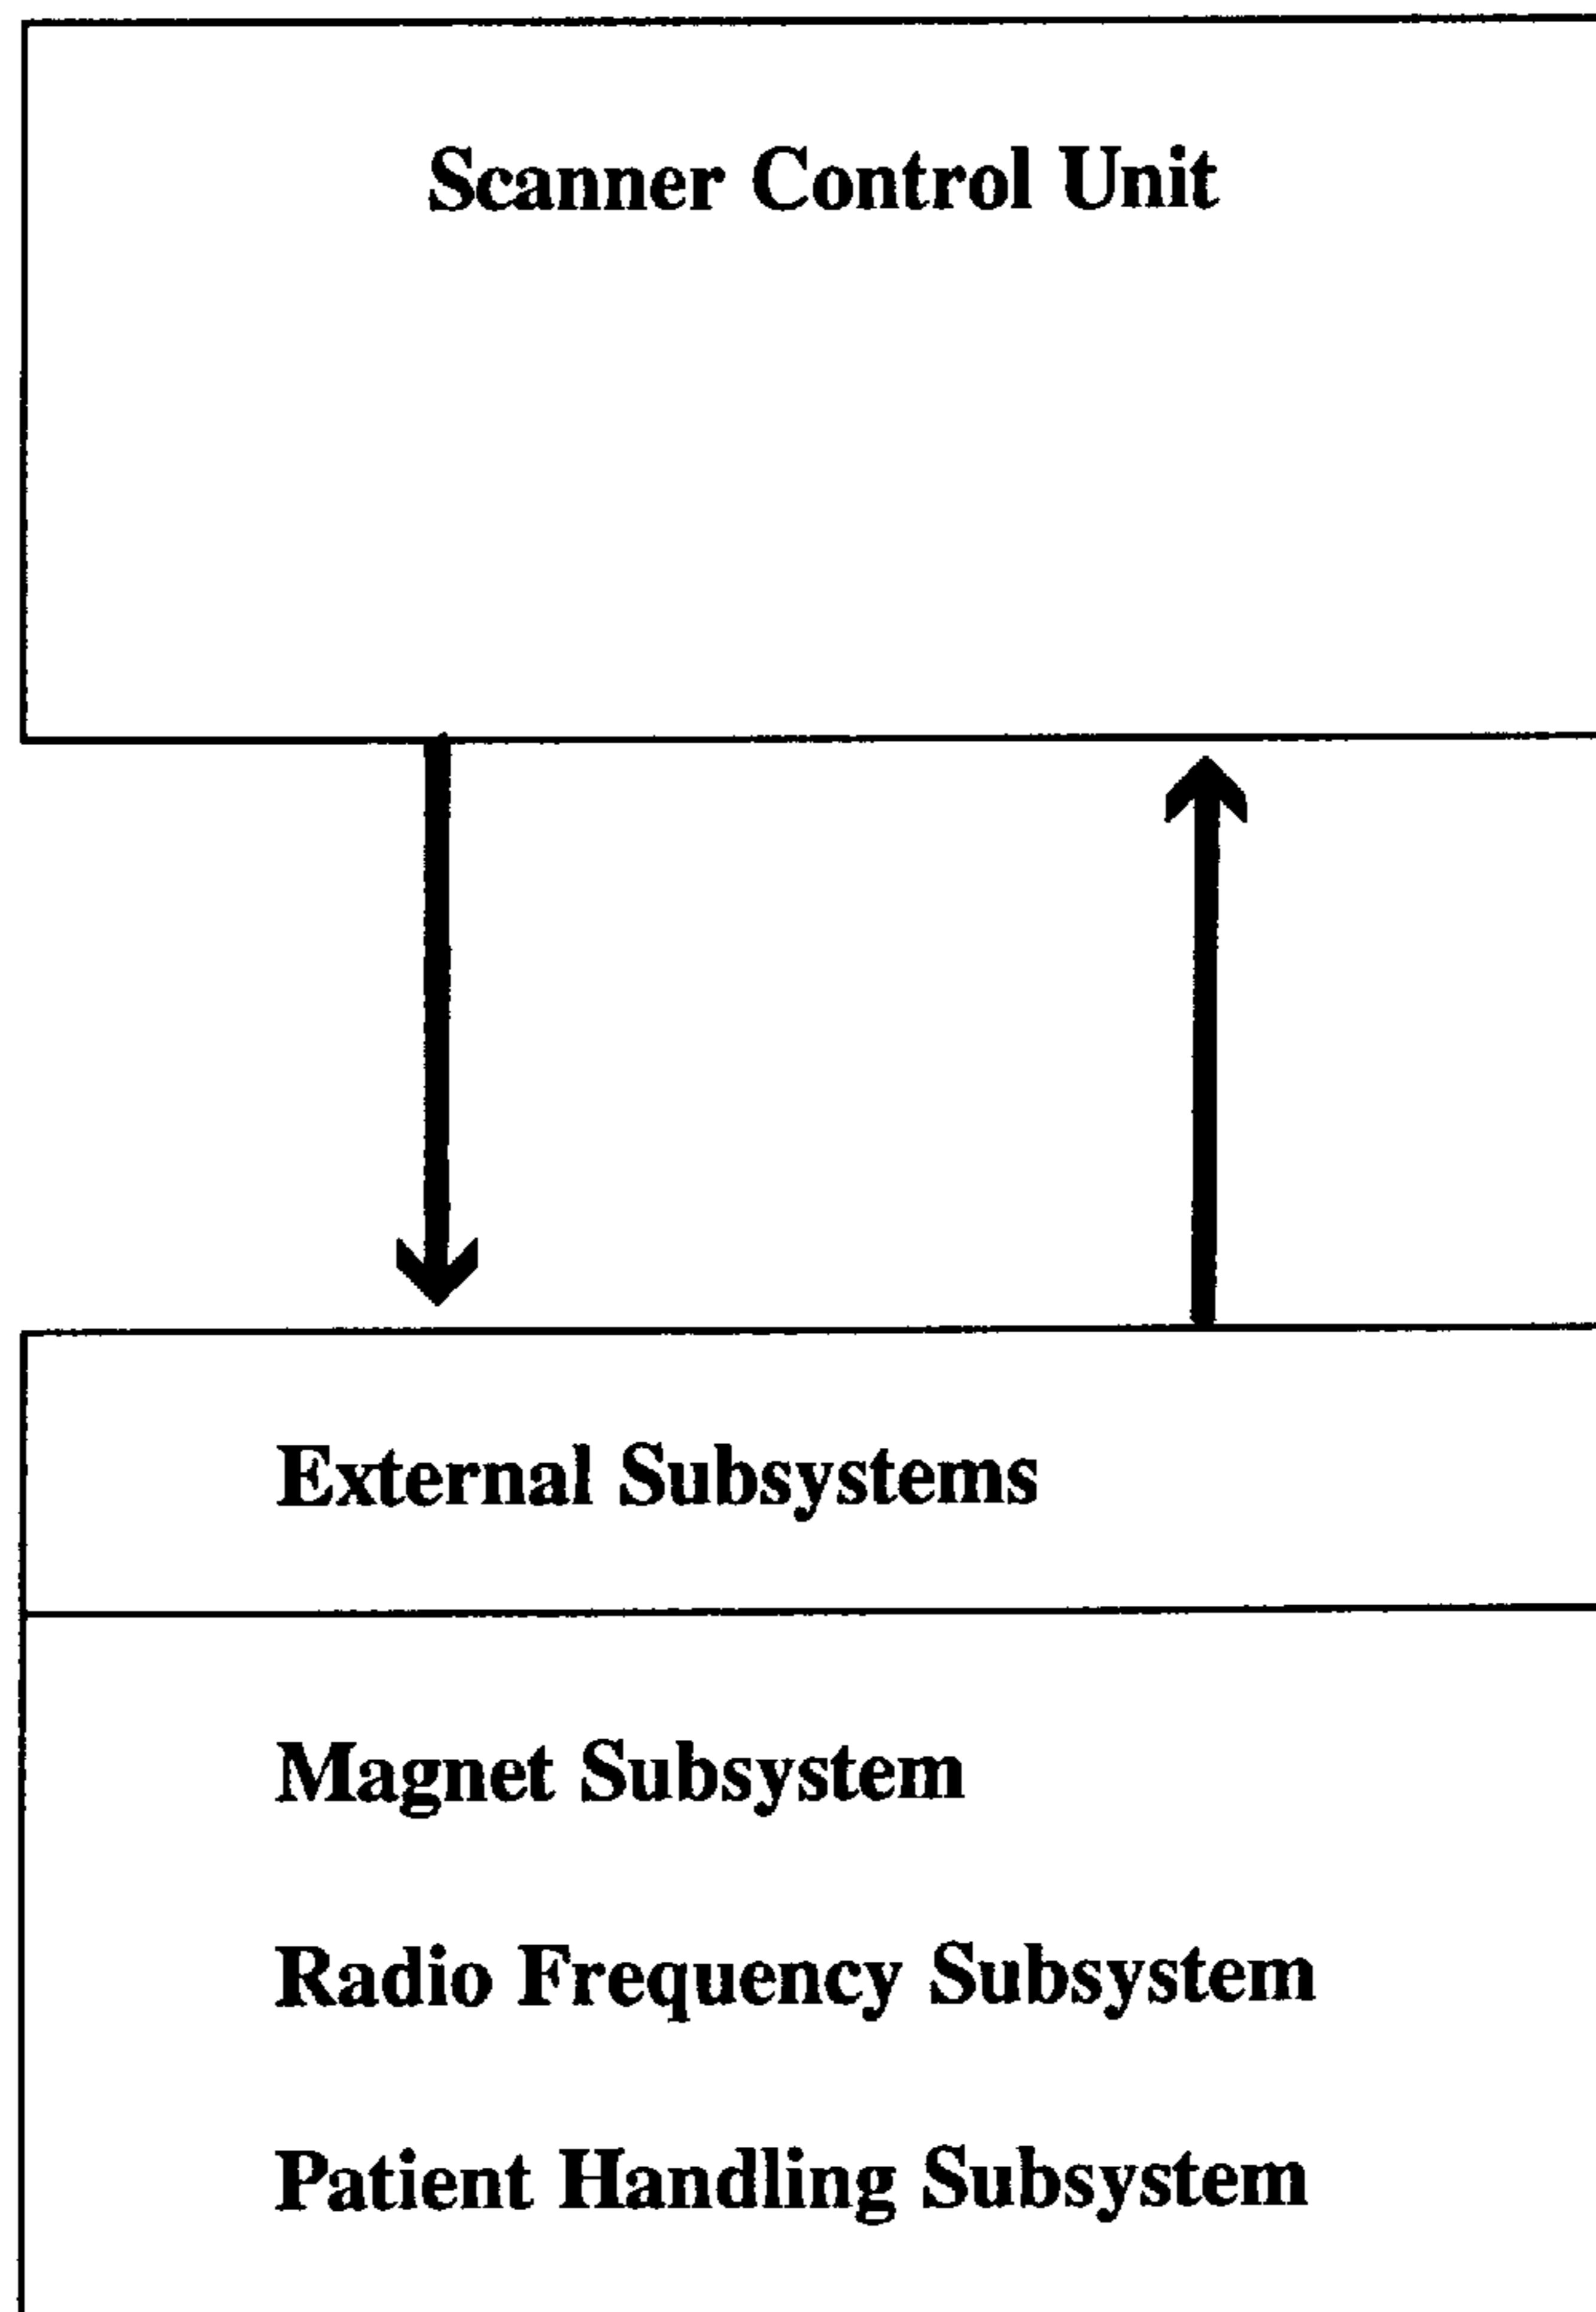 Scanner Control Unit
External Subsystems
Magnet Subsystem
Radio Frequency Subsystem
Patient Handling Subsystem